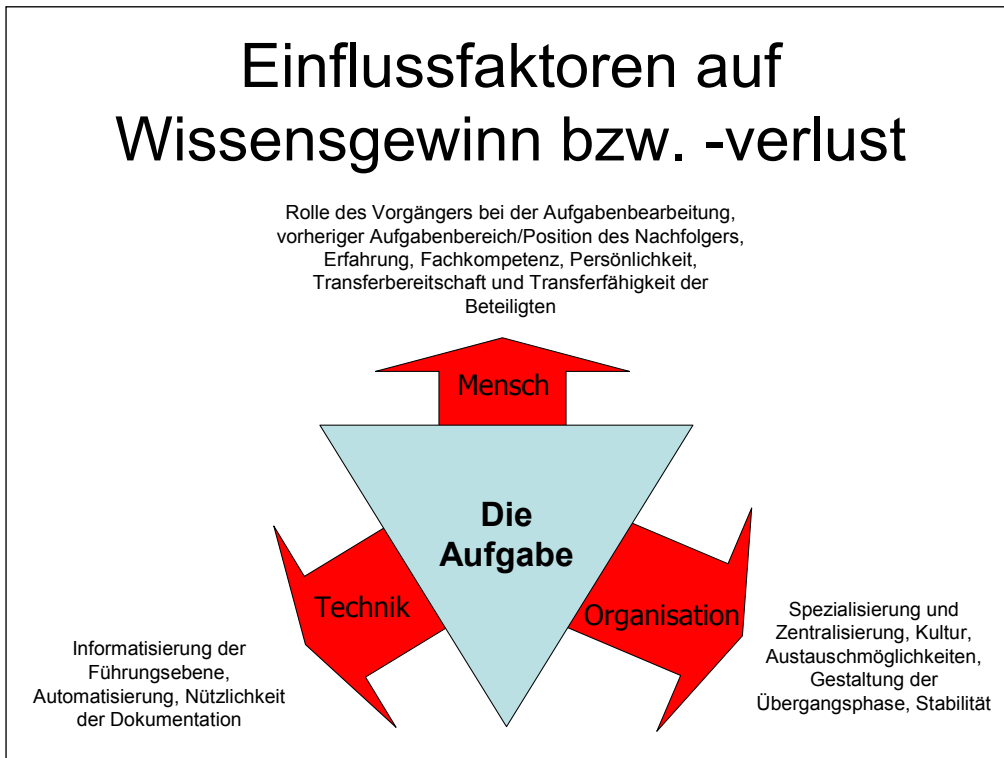 Einflussfaktoren auf
Wissensgewinn bzw. -verlust
Rolle des Vorgängers bei der Aufgabenbearbeitung,
vorheriger Aufgabenbereich/Position des Nachfolgers,
Erfahrung, Fachkompetenz, Persönlichkeit,
Transferbereitschaft und Transferfähigkeit der
Beteiligten
Mensch
Die
Aufgabe
Technik
Organisation
Informatisierung der
Führungsebene,
Automatisierung, Nützlichkeit
der Dokumentation
Spezialisierung und
Zentralisierung, Kultur,
Austauschmöglichkeiten,
Gestaltung der
Übergangsphase, Stabilität